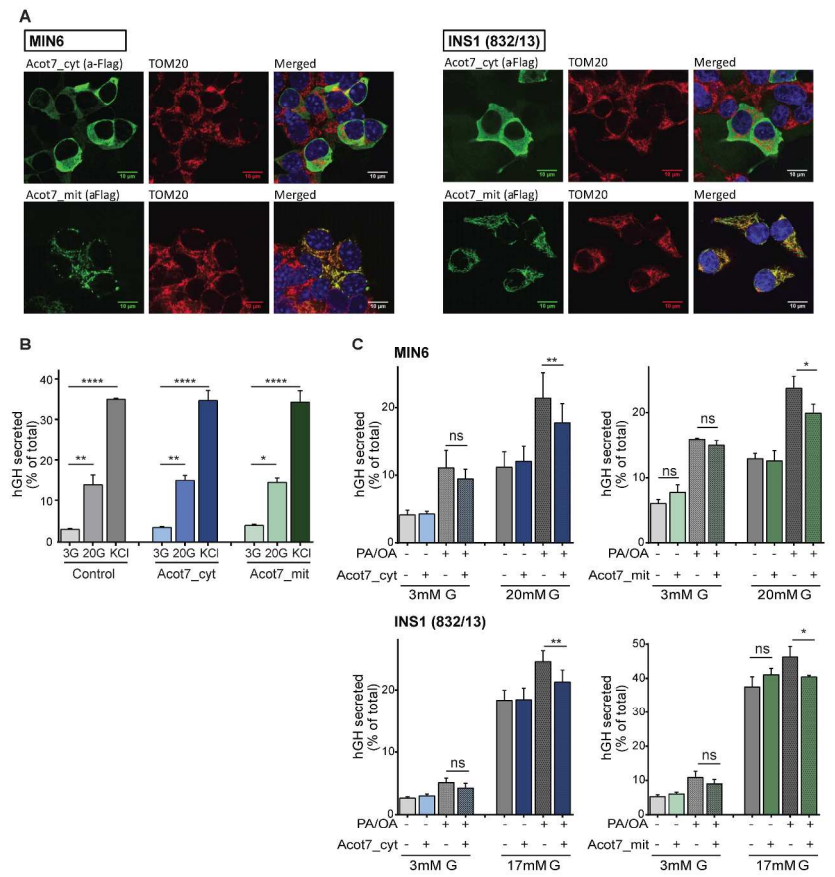 A
MIN6
INS1 (832/13)
Acot7_cyt (a-Flag) TOM20 Merged
Acot7_cyt (aFlag) TOM20 Merged
10 µm 10 µm 10 µm
10 µm 10 µm 10 µm
Acot7_mit (aFlag) TOM20 Merged
Acot7_mit (aFlag) TOM20 Merged
10 µm 10 µm 10 µm
10 µm 10 µm 10 µm
B
hGH secreted
(% of total)
40
30
20
10
0
**** **** ****
** ** *
3G 20G KCl 3G 20G KCl 3G 20G KCl
Control Acot7_cyt Acot7_mit
C
MIN6
hGH secreted
(% of total)
20
10
0
ns **
PA/OA - - + + - - + +
Acot7_cyt - + - + - + - +
3mM G 20mM G
hGH secreted
(% of total)
20
10
0
ns ns *
PA/OA - - + + - - + +
Acot7_mit - + - + - + - +
3mM G 20mM G
INS1 (832/13)
hGH secreted
(% of total)
20
10
0
ns **
PA/OA - - + + - - + +
Acot7_cyt - + - + - + - +
3mM G 17mM G
hGH secreted
(% of total)
50
40
30
20
10
0
ns ns *
PA/OA - - + + - - + +
Acot7_mit - + - + - + - +
3mM G 17mM G